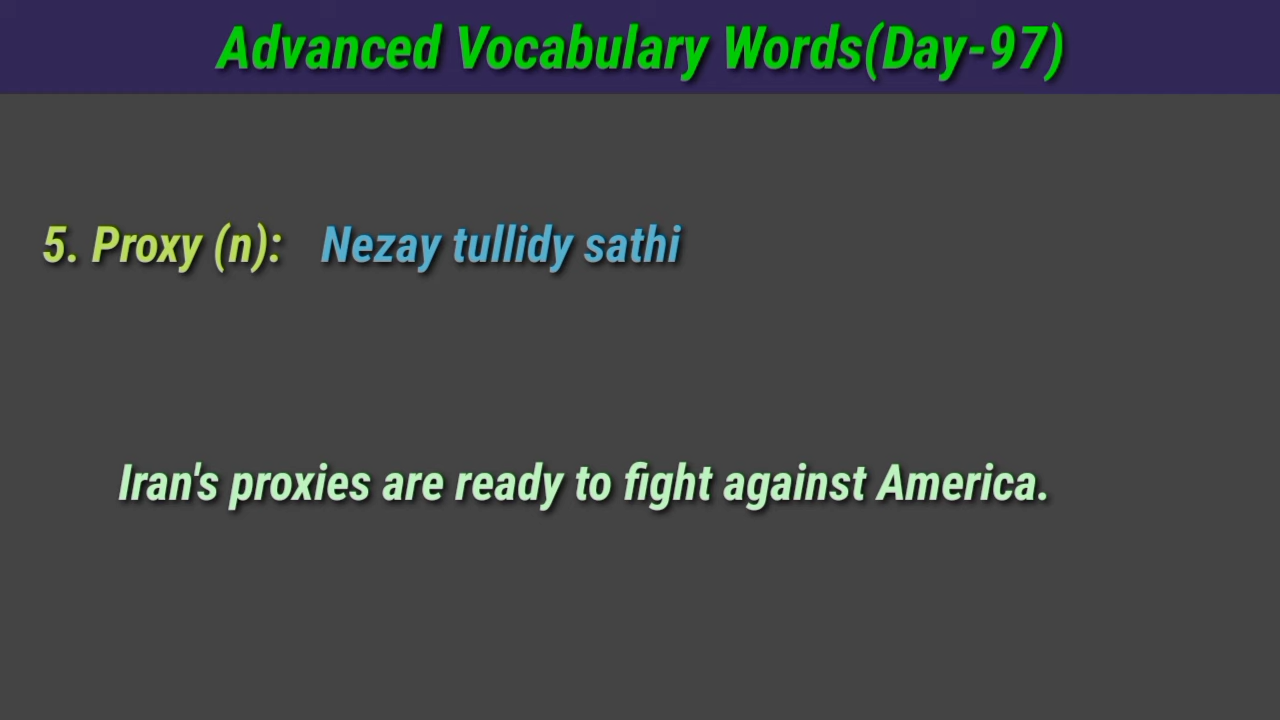 Advanced Vocabulary Words(Day-97)
5. Proxy (n): Nezay tullidy sathi
Iran's proxies are ready to fight against America.